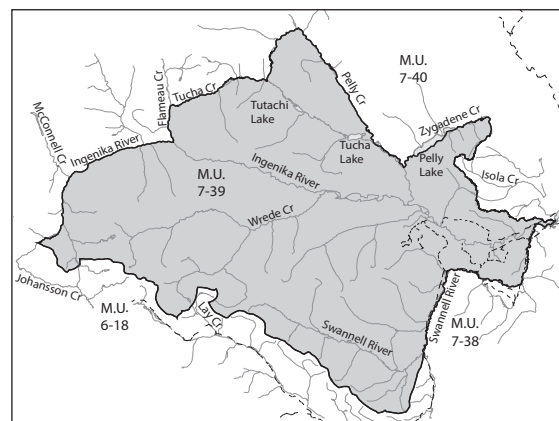 M.U.
7-40
Pelly Cr
Flameau Cr
Tucha Cr
McConnell Cr
Tutachi
Lake
Zygadene Cr
Ingenika River
Tucha
Lake
Pelly
Lake
M.U.
7-39
Ingenika River
Isola Cr
Wrede Cr
Johansson Cr
M.U.
6-18
Lay Cr
Swannell River
Swannell River
M.U.
7-38